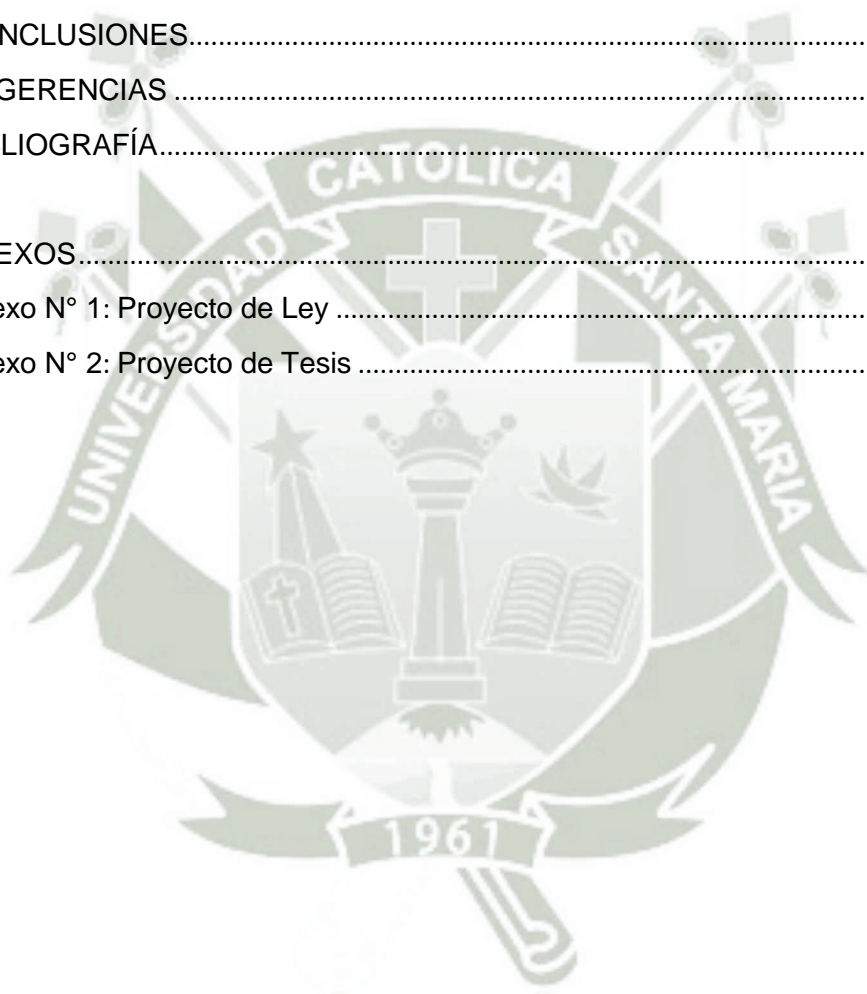 NCLUSIONES
GERENCIAS
LIOGRAFÍA
EXOS
exo N° 1: Proyecto de Ley
exo N° 2: Proyecto de Tesis
UNIVERSIDAD CATOLICA SANTA MARIA
1961